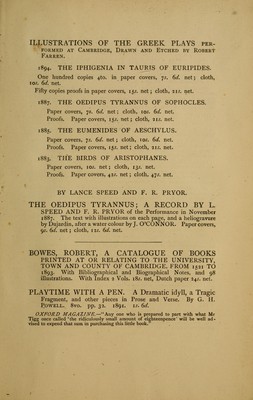 ILLUSTRATIONS OF THE GREEK PLAYS PER-
FORMED AT CAMBRIDGE, DRAWN AND ETCHED BY ROBERT
FARREN.
1894. THE IPHIGENIA IN TAURIS OF EURIPIDES.
One hundred copies 4to. in paper covers, 7s. 6d. net; cloth,
10s. 6d. net.
Fifty copies proofs in paper covers, 15s. net; cloth, 21s. net.
1887. THE OEDIPUS TYRANNUS OF SOPHOCLES.
Paper covers, 7s. 6d. net; cloth, 10s. 6d. net.
Proofs. Paper covers, 15s. net; cloth, 21s. net.
1885. THE EUMENIDES OF AESCHYLUS.
Paper covers, 7s. 6d. net; cloth, 10s. 6d. net.
Proofs. Paper covers, 15s. net; cloth, 21s. net.
1883. THE BIRDS OF ARISTOPHANES.
Paper covers, 10s. net; cloth, 13s. net.
Proofs. Paper covers, 42s. net; cloth, 47s. net.
BY LANCE SPEED AND F. R. PRYOR.
THE OEDIPUS TYRANNUS; A RECORD BY L.
SPEED AND F. R. PRYOR of the Performance in November
1887. The text with illustrations on each page, and a heliogravure
by Dujardin, after a water colour by J. O'CONNOR. Paper covers,
9s. 6d. net; cloth, 12s. 6d. net.
BOWES, ROBERT, A CATALOGUE OF BOOKS
PRINTED AT OR RELATING TO THE UNIVERSITY,
TOWN AND COUNTY OF CAMBRIDGE, FROM 1521 TO
1893. With Bibliographical and Biographical Notes, and 98
illustrations. With Index 2 Vols. 18s. net, Dutch paper 24s. net.
PLAYTIME WITH A PEN. A Dramatic idyll, a Tragic
Fragment, and other pieces in Prose and Verse. By G. H.
POWELL. 8vo. pp. 32. 1892. 1s. 6d.
OXFORD MAGAZINE.—"Any one who is prepared to part with what Mr
Tigg once called 'the ridiculously small amount of eighteenpence' will be well ad-
vised to expend that sum in purchasing this little book."